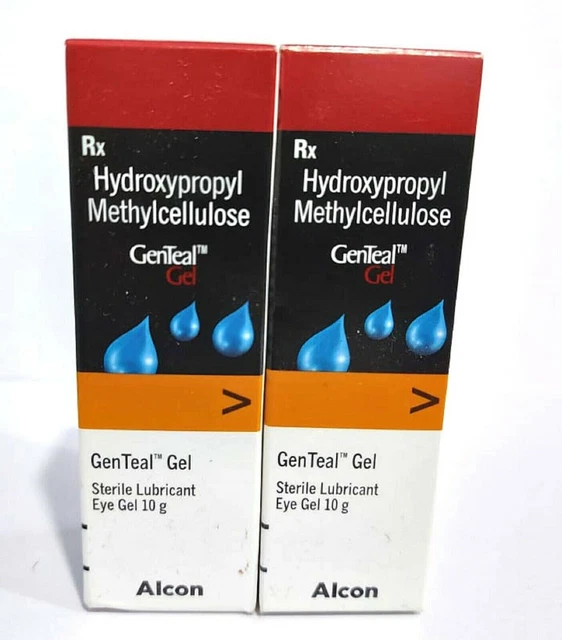 Rx
Hydroxypropyl
Methylcellulose
GenTeal™
Gel
>
GenTeal™ Gel
Sterile Lubricant
Eye Gel 10 g
Alcon
Rx
Hydroxypropyl
Methylcellulose
GenTeal™
Gel
>
GenTeal™ Gel
Sterile Lubricant
Eye Gel 10 g
Alcon